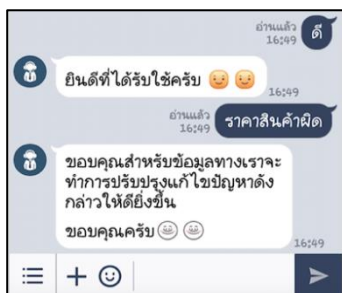 อ่านแล้ว
16:49
ดี
ยินดีที่ได้รับใช้ครับ
16:49
อ่านแล้ว
16:49
ราคาสินค้าผิด
ขอบคุณสำหรับข้อมูลทางเราจะ
ทำการปรับปรุงแก้ไขปัญหาดัง
กล่าวให้ดียิ่งขึ้น
ขอบคุณครับ
16:49